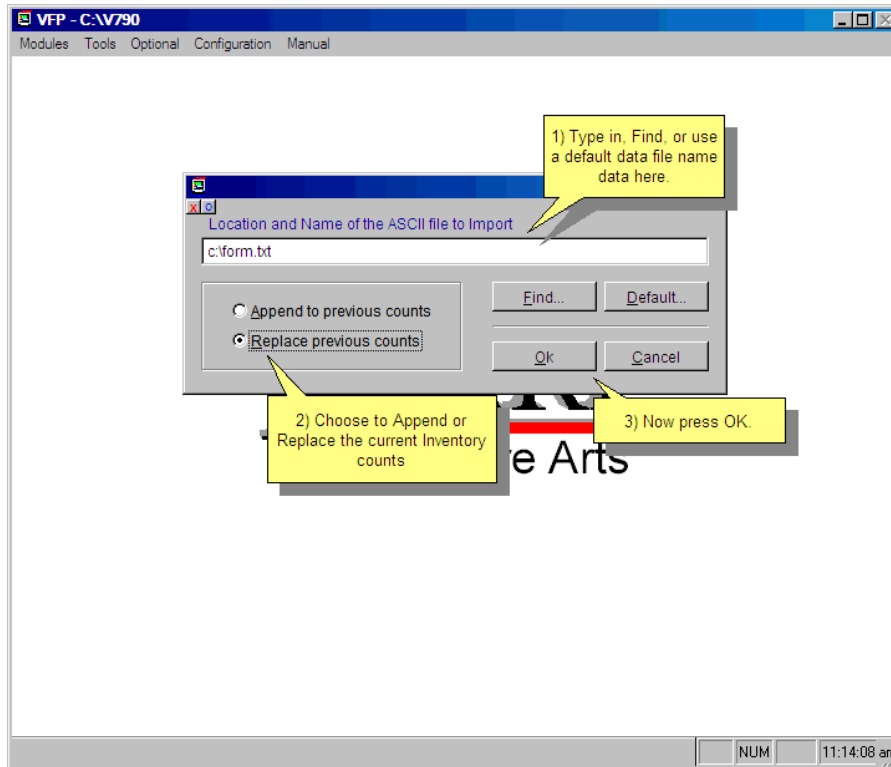 VFP - C:\V790
Modules Tools Optional Configuration Manual
1) Type in, Find, or use
a default data file name
data here.
Location and Name of the ASCII file to Import
c:\form.txt
Append to previous counts
Replace previous counts
Find...
Default...
Ok
Cancel
2) Choose to Append or
Replace the current Inventory
counts
3) Now press OK.
e Arts
NUM
11:14:08 am